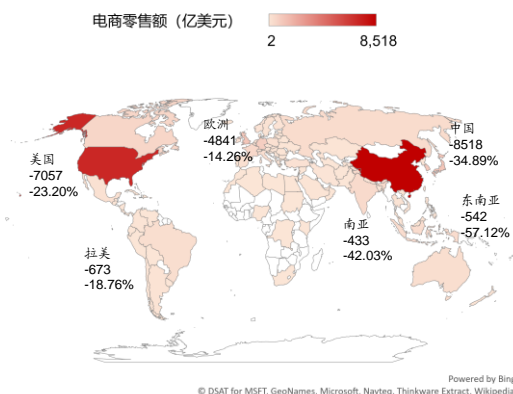 电商零售额（亿美元）
2
8,518
欧洲
-4841
-14.26%
中国
-8518
-34.89%
美国
-7057
-23.20%
东南亚
-542
-57.12%
南亚
-433
-42.03%
拉美
-673
-18.76%
Powered by Bing
© DSAT for MSFT, GeoNames, Microsoft, Navteq, Thinkware Extract, Wikipedia